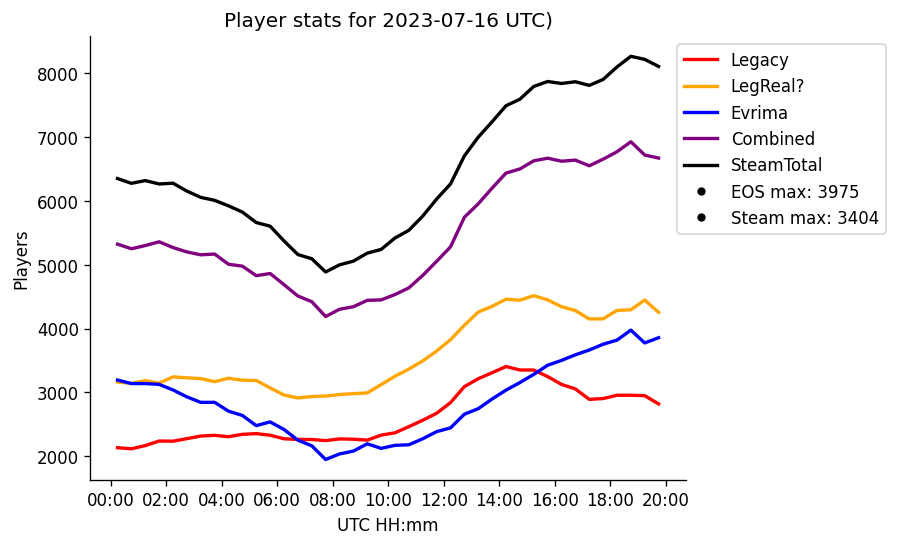 Player stats for 2023-07-16 UTC)
Legacy
LegReal?
Evrima
Combined
SteamTotal
EOS max: 3975
Steam max: 3404
Players
8000
7000
6000
5000
4000
3000
2000
00:00 02:00 04:00 06:00 08:00 10:00 12:00 14:00 16:00 18:00 20:00
UTC HH:mm